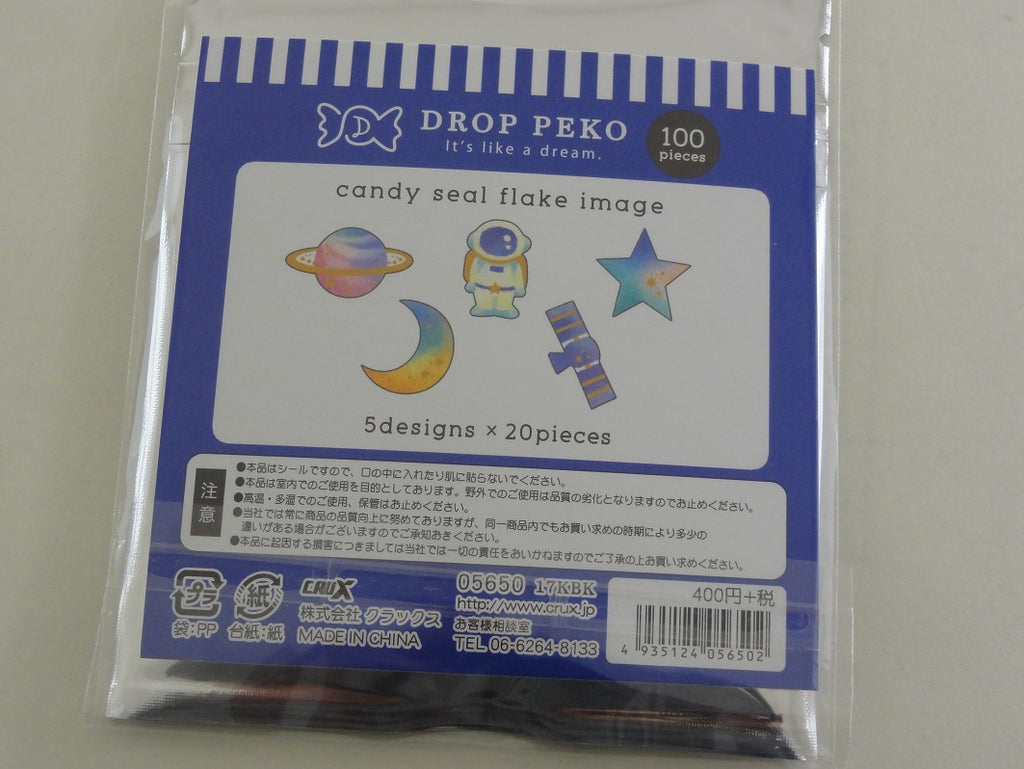 D
DROP PEKO
It's like a dream.
100
pieces
candy seal flake image
5designs×20pieces
注意
●本品はシールですので、口の中に入れたり肌に貼らないでください。
●本品は室内でのご使用を目的としております。野外でのご使用は品質の劣化となりますのでお止めください。
●高温・多湿でのご使用、保管はお止めください。
●当社では常に商品の品質向上に努めておりますが、同一商品内でもお買い求めの時期により多少の
違いがある場合がございますのでご承知おきください。
●本品に起因する損害につきましては当社では一切の責任をおいかねますのでご了承の上お買い求めください。
プラ
袋:PP
紙
台紙:紙
CRUX
株式会社 クラックス
MADE IN CHINA
05650 17KBK
http://www.crux.jp
お客様相談室
TEL 06-6264-8133
400円+税
4 935124 056502